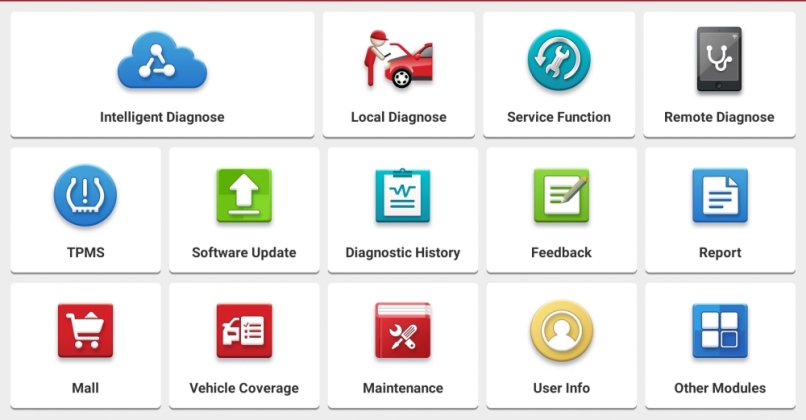 Intelligent Diagnose
Local Diagnose
Service Function
Remote Diagnose
TPMS
Software Update
Diagnostic History
Feedback
Report
Mall
Vehicle Coverage
Maintenance
User Info
Other Modules